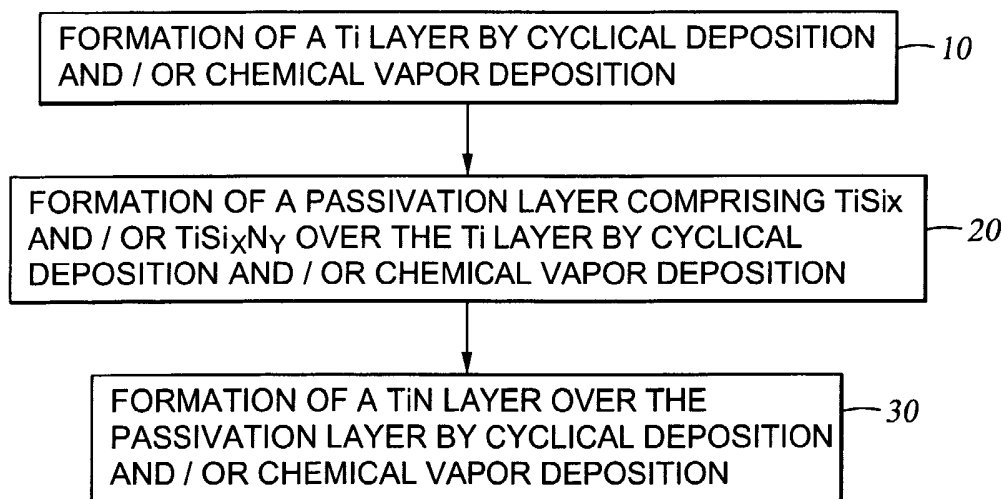 FORMATION OF A Ti LAYER BY CYCLICAL DEPOSITION
AND / OR CHEMICAL VAPOR DEPOSITION
10
FORMATION OF A PASSIVATION LAYER COMPRISING TiSix
AND / OR TiSiXNY OVER THE Ti LAYER BY CYCLICAL
DEPOSITION AND / OR CHEMICAL VAPOR DEPOSITION
20
FORMATION OF A TiN LAYER OVER THE
PASSIVATION LAYER BY CYCLICAL DEPOSITION
AND / OR CHEMICAL VAPOR DEPOSITION
30